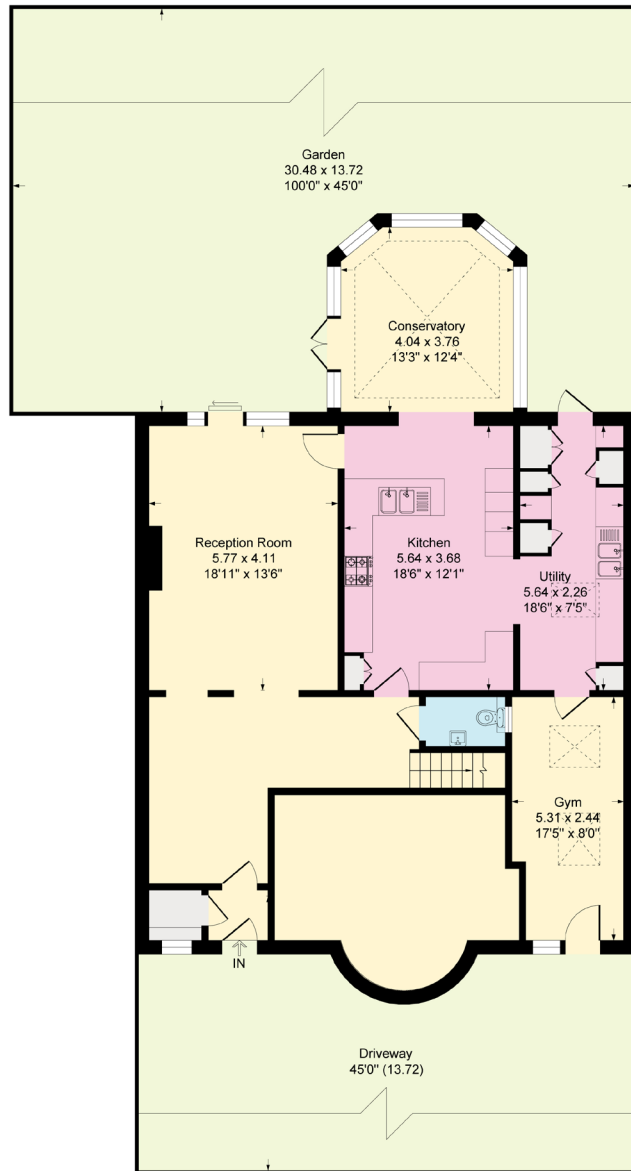 Garden
30.48 x 13.72
100'0" x 45'0"
Conservatory
4.04 x 3.76
13'3" x 12'4"
Reception Room
5.77 x 4.11
18'11" x 13'6"
Kitchen
5.64 x 3.68
18'6" x 12'1"
Utility
5.64 x 2.26
18'6" x 7'5"
Gym
5.31 x 2.44
17'5" x 8'0"
IN
Driveway
45'0" (13.72)